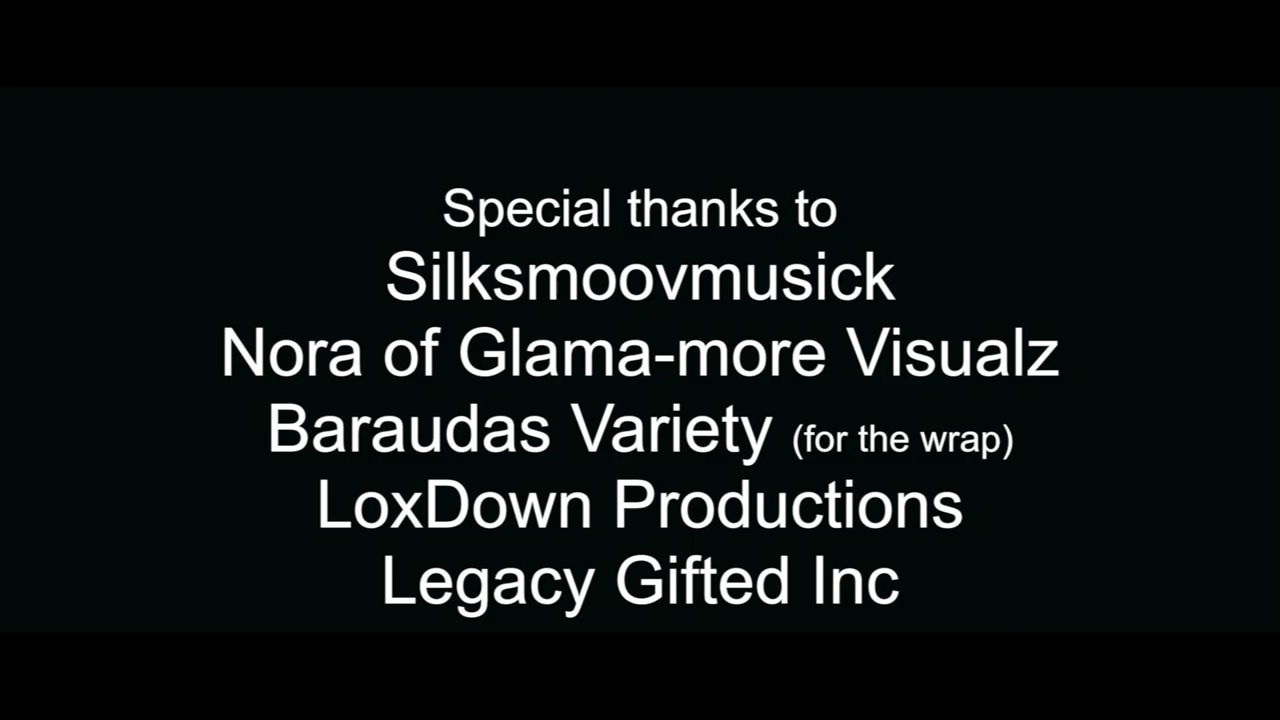 Special thanks to
Silksmoovmusick
Nora of Glama-more Visualz
Baraudas Variety (for the wrap)
LoxDown Productions
Legacy Gifted Inc